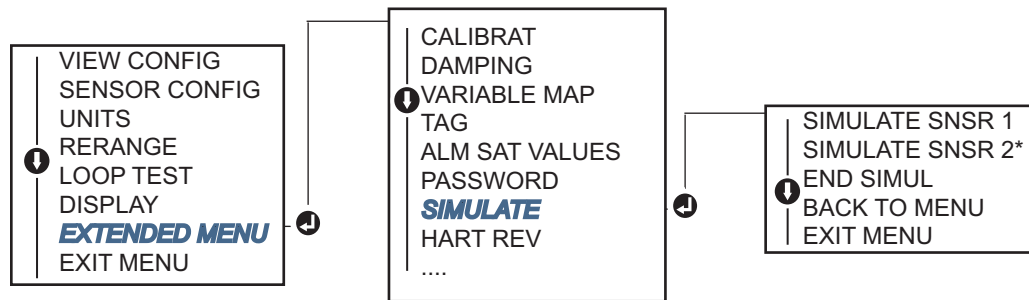 VIEW CONFIG
SENSOR CONFIG
UNITS
RERANGE
LOOP TEST
DISPLAY
EXTENDED MENU
EXIT MENU
CALIBRAT
DAMPING
VARIABLE MAP
TAG
ALM SAT VALUES
PASSWORD
SIMULATE
HART REV
....
SIMULATE SNSR 1
SIMULATE SNSR 2*
END SIMUL
BACK TO MENU
EXIT MENU